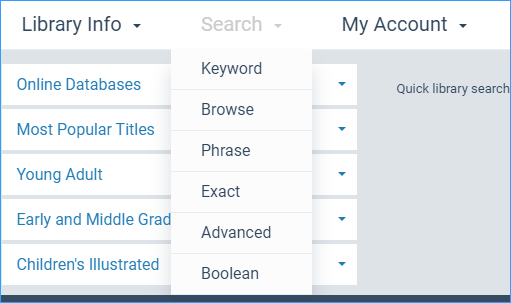 Library Info
Search
My Account
Keyword
Browse
Phrase
Exact
Advanced
Boolean
Online Databases
Most Popular Titles
Young Adult
Early and Middle Grad
Children's Illustrated
Quick library search